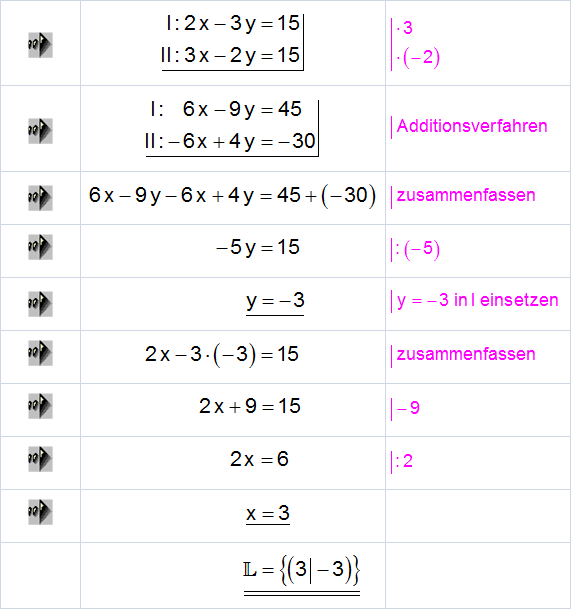 I: 2x − 3y = 15 | ·3
II: 3x − 2y = 15 | ·(−2)
I: 6x − 9y = 45
II: −6x + 4y = −30 | Additionsverfahren
6x − 9y − 6x + 4y = 45 + (−30) | zusammenfassen
−5y = 15 | :(−5)
y = −3 | y = −3 in I einsetzen
2x − 3·(−3) = 15 | zusammenfassen
2x + 9 = 15 | −9
2x = 6 | :2
x = 3
𝕃 = {(3|−3)}